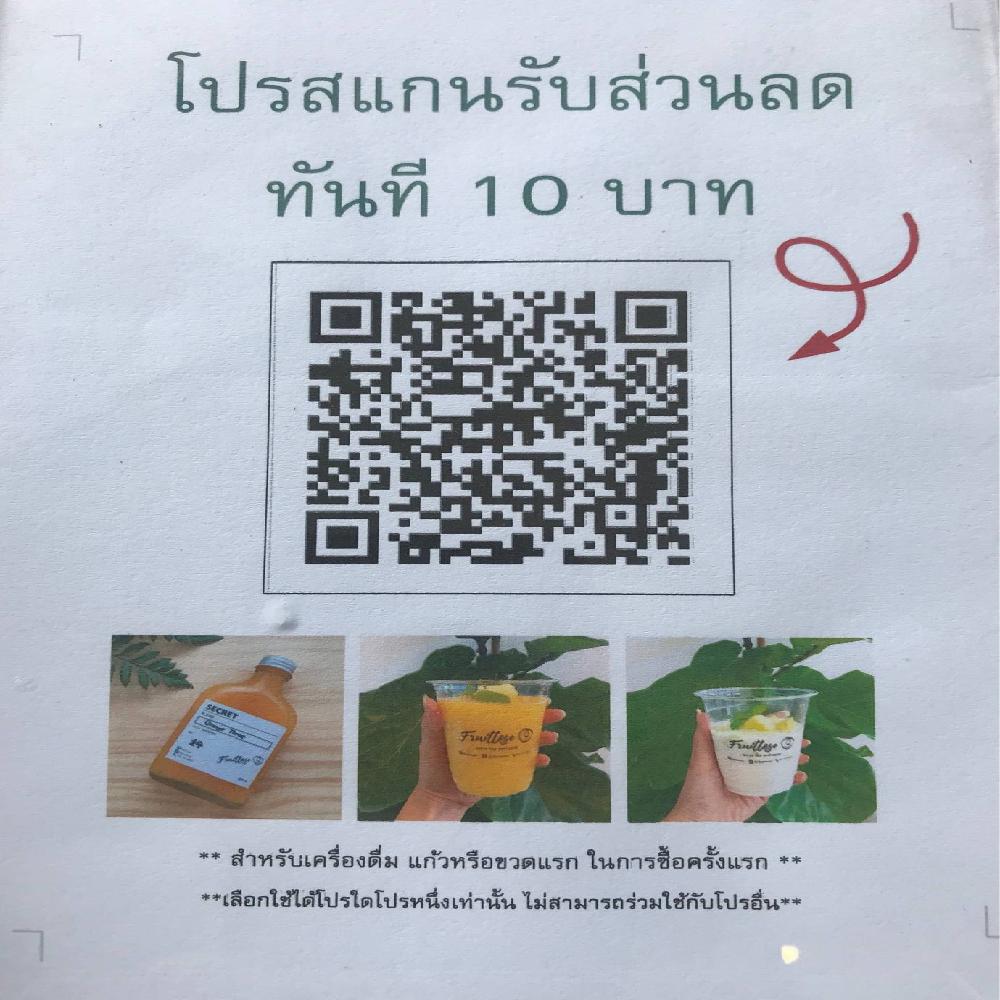 โปรสแกนรับส่วนลด
ทันที 10 บาท
SECRET
Fruittose
Fruittose
Fruittose
** สำหรับเครื่องดื่ม แก้วหรือขวดแรก ในการซื้อครั้งแรก **
**เลือกใช้ได้โปรใดโปรหนึ่งเท่านั้น ไม่สามารถร่วมใช้กับโปรอื่น**